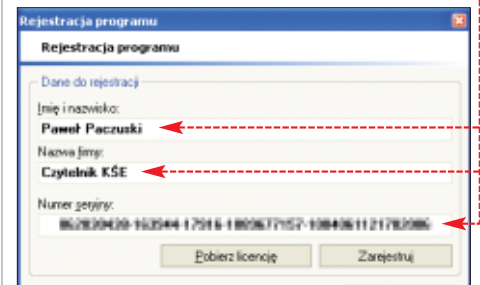 Rejestracja programu
Rejestracja programu
Dane do rejestracji
Imię i nazwisko:
Paweł Paczuski
Nazwa firmy:
Czytelnik KŚE
Numer seryjny:
Pobierz licencję Zarejestruj